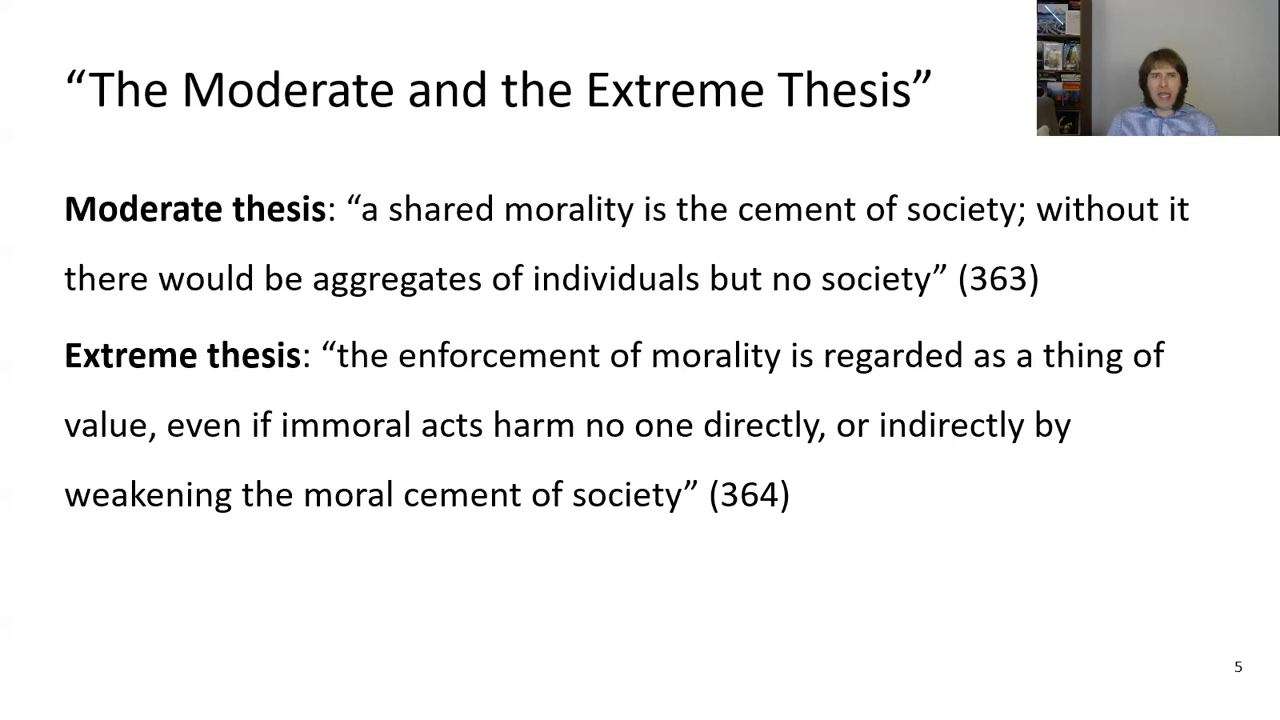 “The Moderate and the Extreme Thesis”
Moderate thesis: “a shared morality is the cement of society; without it
there would be aggregates of individuals but no society” (363)
Extreme thesis: “the enforcement of morality is regarded as a thing of
value, even if immoral acts harm no one directly, or indirectly by
weakening the moral cement of society” (364)
5